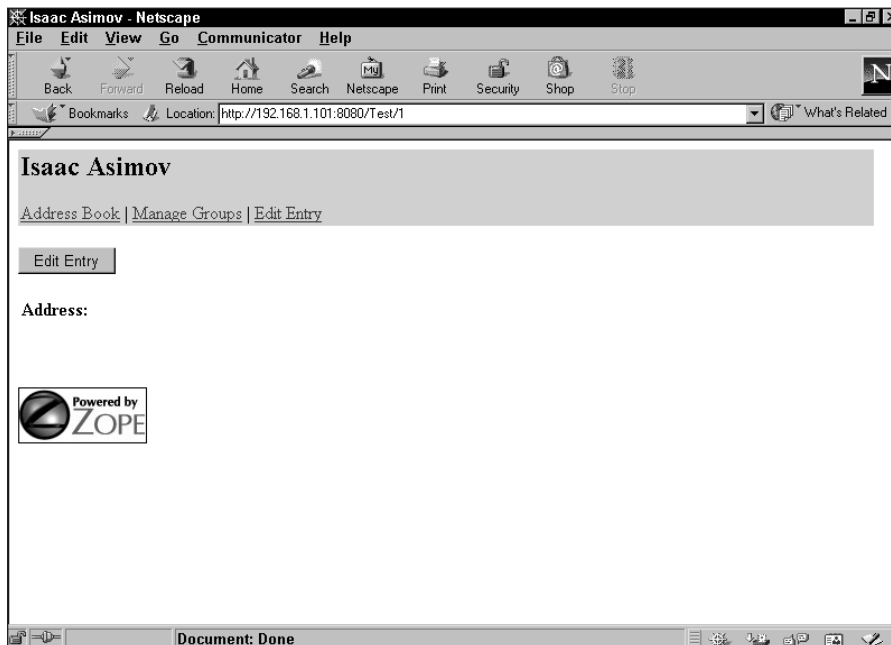 Isaac Asimov - Netscape
File Edit View Go Communicator Help
My
N
Back Forward Reload Home Search Netscape Print Security Shop Stop
Bookmarks Location: http://192.168.1.101:8080/Test/1 What's Related
Isaac Asimov
Address Book | Manage Groups | Edit Entry
Edit Entry
Address:
Powered by
ZOPE
Document: Done